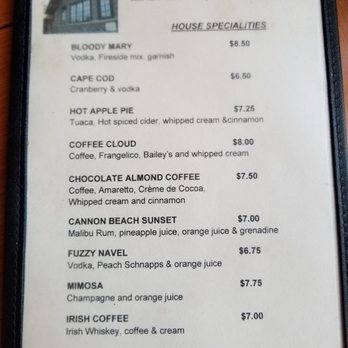 HOUSE SPECIALITIES
BLOODY MARY $8.50
Vodka, Fireside mix, garnish
CAPE COD $6.50
Cranberry & vodka
HOT APPLE PIE $7.25
Tuaca, Hot spiced cider, whipped cream &cinnamon
COFFEE CLOUD $8.00
Coffee, Frangelico, Bailey's and whipped cream
CHOCOLATE ALMOND COFFEE $7.50
Coffee, Amaretto, Crème de Cocoa,
Whipped cream and cinnamon
CANNON BEACH SUNSET $7.00
Malibu Rum, pineapple juice, orange juice & grenadine
FUZZY NAVEL $6.75
Vodka, Peach Schnapps & orange juice
MIMOSA $7.75
Champagne and orange juice
IRISH COFFEE $7.00
Irish Whiskey, coffee & cream